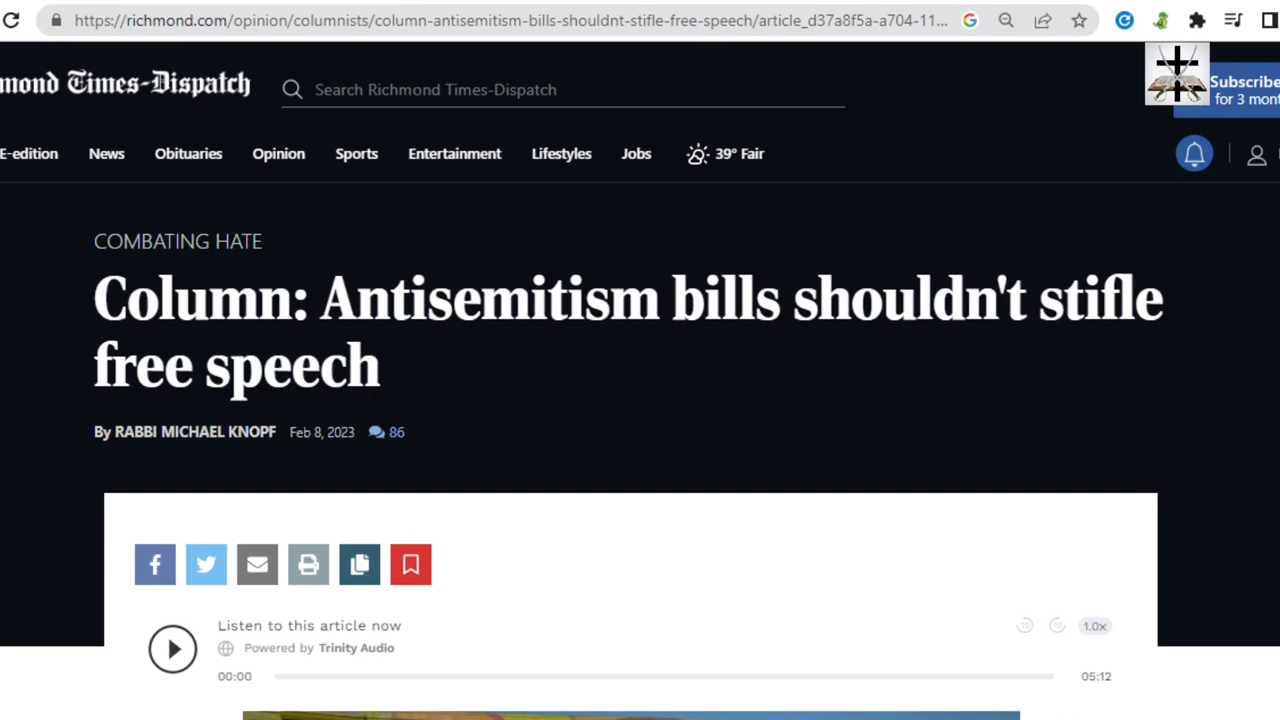 https://richmond.com/opinion/columnists/column-antisemitism-bills-shouldnt-stifle-free-speech/article_d37a8f5a-a704-11...
mond Times-Dispatch
Search Richmond Times-Dispatch
Subscribe
for 3 mont
E-edition News Obituaries Opinion Sports Entertainment Lifestyles Jobs 39° Fair
COMBATING HATE
Column: Antisemitism bills shouldn't stifle
free speech
By RABBI MICHAEL KNOPF Feb 8, 2023 86
Listen to this article now
10 10 1.0x
Powered by Trinity Audio
00:00 05:12